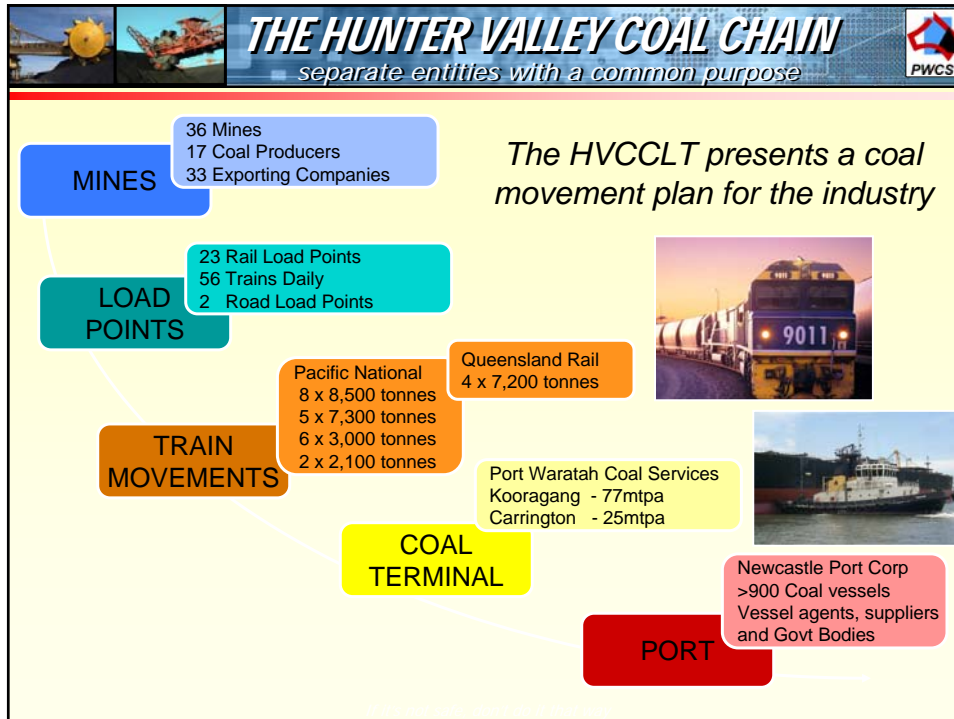 THE HUNTER VALLEY COAL CHAIN
separate entities with a common purpose
PWCS
The HVCCLT presents a coal
movement plan for the industry
MINES
36 Mines
17 Coal Producers
33 Exporting Companies
LOAD
POINTS
23 Rail Load Points
56 Trains Daily
2 Road Load Points
TRAIN
MOVEMENTS
Pacific National
8 x 8,500 tonnes
5 x 7,300 tonnes
6 x 3,000 tonnes
2 x 2,100 tonnes
Queensland Rail
4 x 7,200 tonnes
9011
COAL
TERMINAL
Port Waratah Coal Services
Kooragang - 77mtpa
Carrington - 25mtpa
PORT
Newcastle Port Corp
>900 Coal vessels
Vessel agents, suppliers
and Govt Bodies